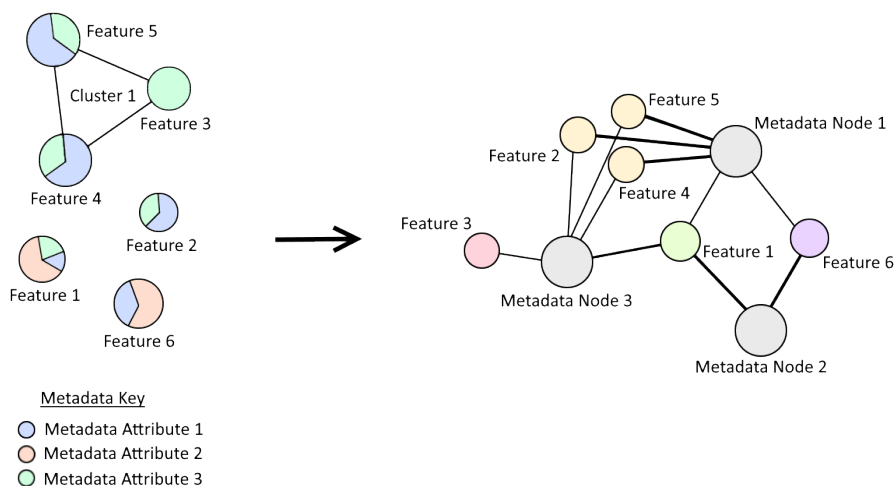 Feature 5
Cluster 1
Feature 3
Feature 4
Feature 2
Feature 1
Feature 6
Metadata Key
Metadata Attribute 1
Metadata Attribute 2
Metadata Attribute 3
Feature 5
Metadata Node 1
Feature 2
Feature 4
Feature 3
Feature 1
Feature 6
Metadata Node 3
Metadata Node 2